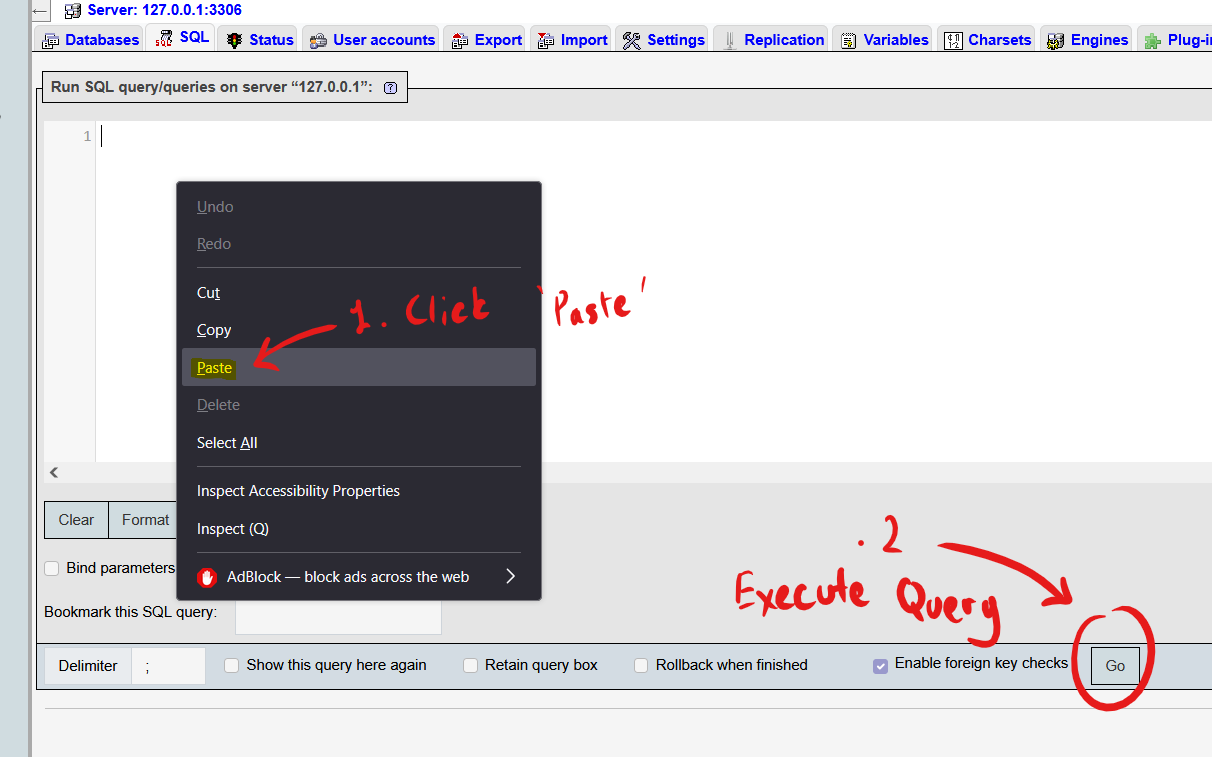 Server: 127.0.0.1:3306
Databases SQL Status User accounts Export Import Settings Replication Variables Charsets Engines Plug-i
Run SQL query/queries on server “127.0.0.1”:
1
Undo
Redo
Cut
Copy
1. Click 'Paste'
Paste
Delete
Select All
Inspect Accessibility Properties
Clear Format
Inspect (Q)
.2
Execute Query
Bind parameters
AdBlock — block ads across the web
Bookmark this SQL query:
Delimiter ; Show this query here again Retain query box Rollback when finished Enable foreign key checks Go